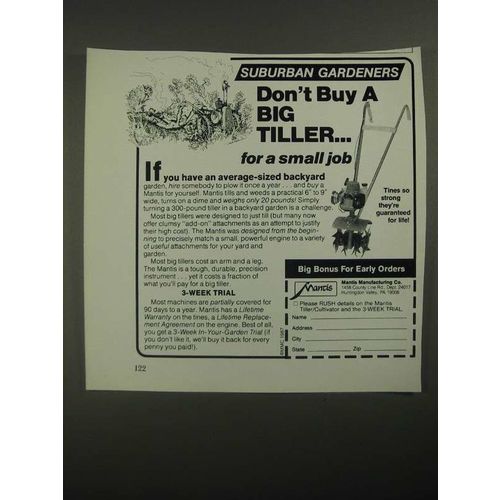 SUBURBAN GARDENERS
Don't Buy A
BIG
TILLER...
for a small job
If you have an average-sized backyard
garden, hire somebody to plow it once a year . . . and buy a
Mantis for yourself. Mantis tills and weeds a practical 6" to 9"
wide, turns on a dime and weighs only 20 pounds! Simply
turning a 300-pound tiller in a backyard garden is a challenge.
Most big tillers were designed to just till (but many now
offer clumsy "add-on" attachments as an attempt to justify
their high cost). The Mantis was designed from the begin-
ning to precisely match a small, powerful engine to a variety
of useful attachments for your yard and
garden.
Most big tillers cost an arm and a leg.
The Mantis is a tough, durable, precision
instrument . . . yet it costs a fraction of
what you'll pay for a big tiller.
3-WEEK TRIAL
Most machines are partially covered for
90 days to a year. Mantis has a Lifetime
Warranty on the tines, a Lifetime Replace-
ment Agreement on the engine. Best of all,
you get a 3-Week In-Your-Garden Trial (if
you don't like it, we'll buy it back for every
penny you paid!).
Tines so
strong
they're
guaranteed
for life!
Big Bonus For Early Orders
Mantis
Mantis Manufacturing Co.
1458 County Line Rd., Dept.
Huntingdon Valley, PA 19006
Please RUSH details on the Mantis
Tiller/Cultivator and the 3-WEEK TRIAL.
Name
Address
City
State Zip
122